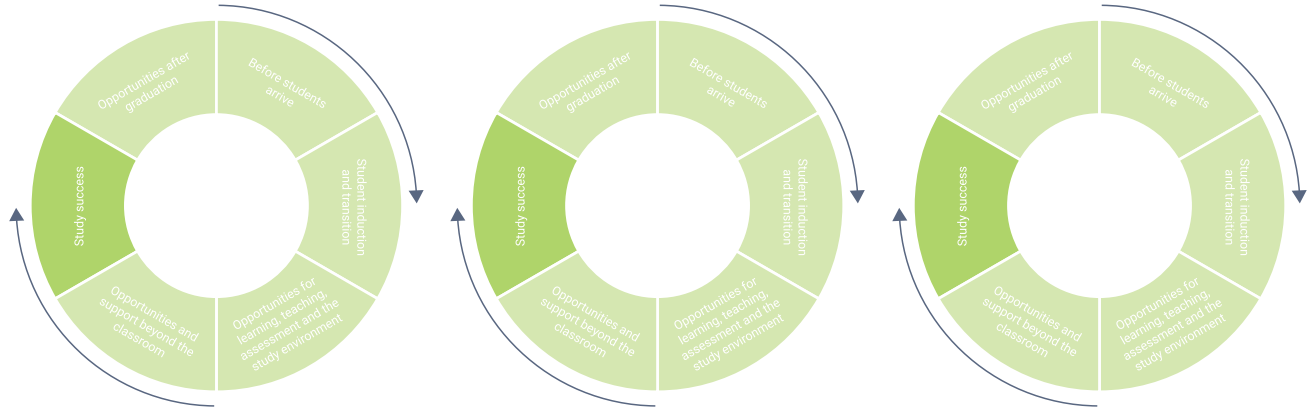 Before students
arrive
Student induction
and transition
Opportunities for
learning, teaching,
assessment and the
study environment
Opportunities and
support beyond the
classroom
Study success
Opportunities after
graduation
Before students
arrive
Student induction
and transition
Opportunities for
learning, teaching,
assessment and the
study environment
Opportunities and
support beyond the
classroom
Study success
Opportunities after
graduation
Before students
arrive
Student induction
and transition
Opportunities for
learning, teaching,
assessment and the
study environment
Opportunities and
support beyond the
classroom
Study success
Opportunities after
graduation